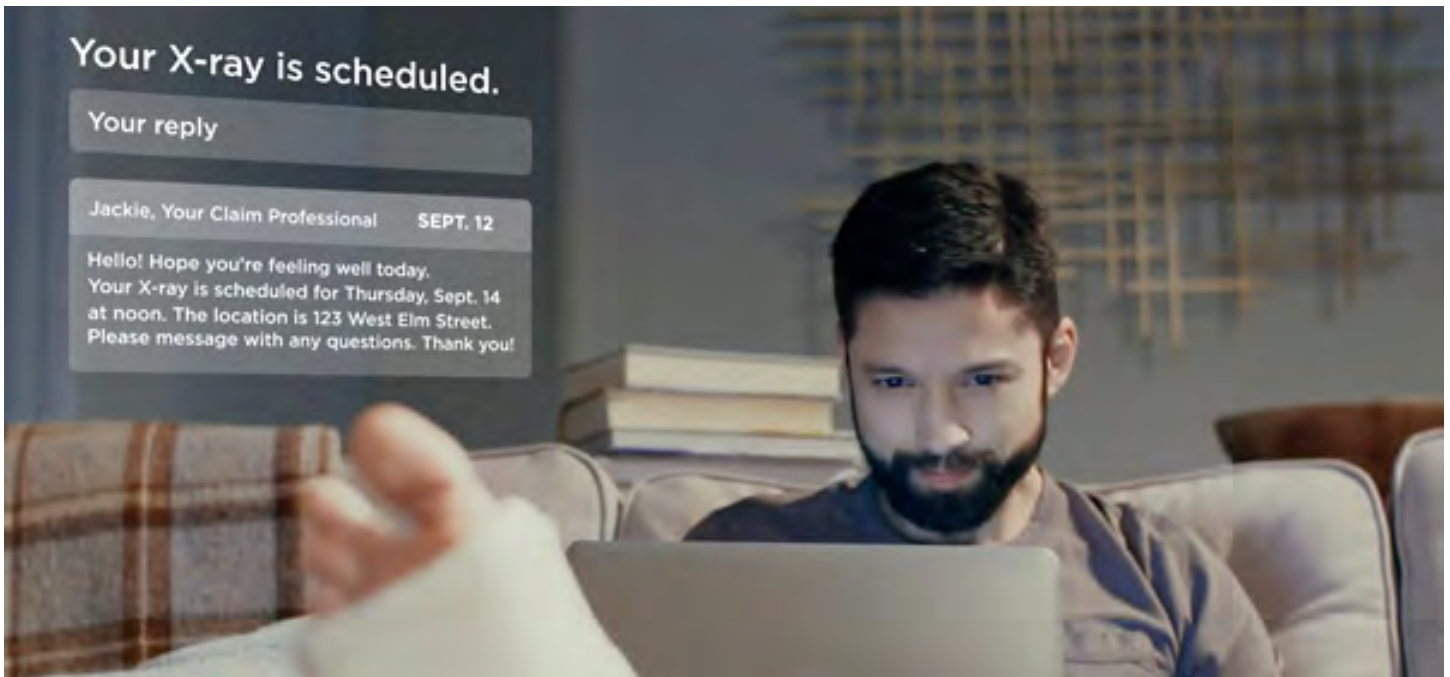 Your X-ray is scheduled.
Your reply
Jackie, Your Claim Professional SEPT. 12
Hello! Hope you're feeling well today.
Your X-ray is scheduled for Thursday, Sept. 14
at noon. The location is 123 West Elm Street.
Please message with any questions. Thank you!